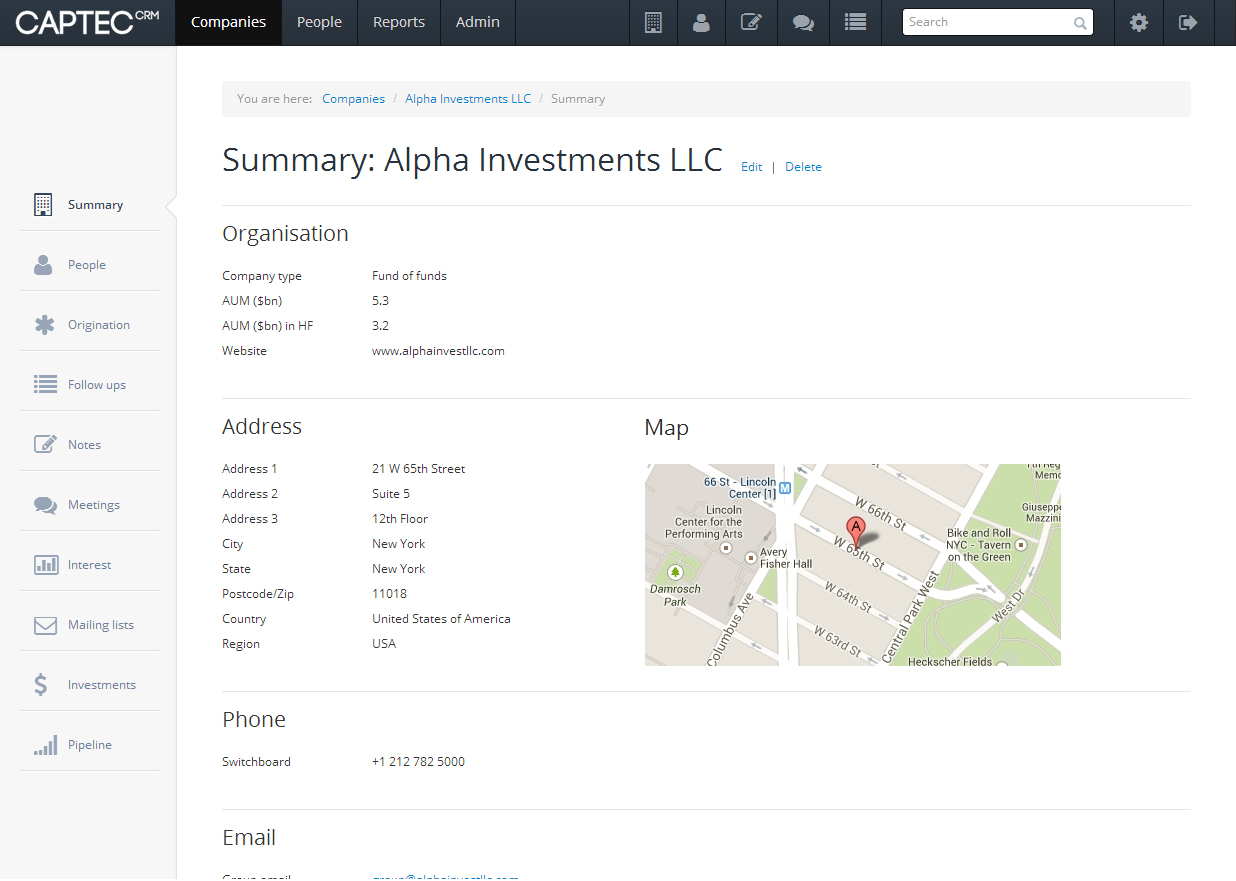 CAPTEC CRM
Companies People Reports Admin Search
You are here: Companies / Alpha Investments LLC / Summary
Summary: Alpha Investments LLC Edit | Delete
Summary
People
Origination
Follow ups
Notes
Meetings
Interest
Mailing lists
Investments
Pipeline
Organisation
Company type Fund of funds
AUM ($bn) 5.3
AUM ($bn) in HF 3.2
Website www.alphainvestllc.com
Address
Address 1 21 W 65th Street
Address 2 Suite 5
Address 3 12th Floor
City New York
State New York
Postcode/Zip 11018
Country United States of America
Region USA
Map
66 St - Lincoln
Center [1]
M
Lincoln
Center for the
Performing Arts
Avery
Fisher Hall
Damrosch
Park
Columbus Ave
W 66th St
A
W 65th St
W 64th St
W 63rd St
Central Park West
West Dr
Bike and Roll
NYC - Tavern
on the Green
Giuseppe
Mazzini
Heckscher Fields
Phone
Switchboard +1 212 782 5000
Email
Group email group@alphainvestllc.com